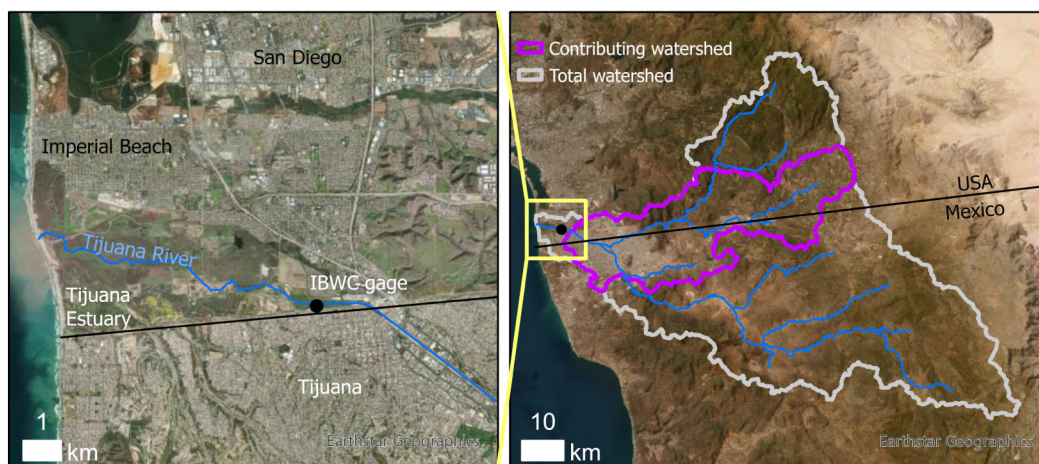 San Diego
Imperial Beach
Tijuana River
IBWC-gage
Tijuana
Estuary
Tijuana
1
km
Earthstar Geographics
Contributing watershed
Total watershed
USA
Mexico
10
km
Earthstar Geographics